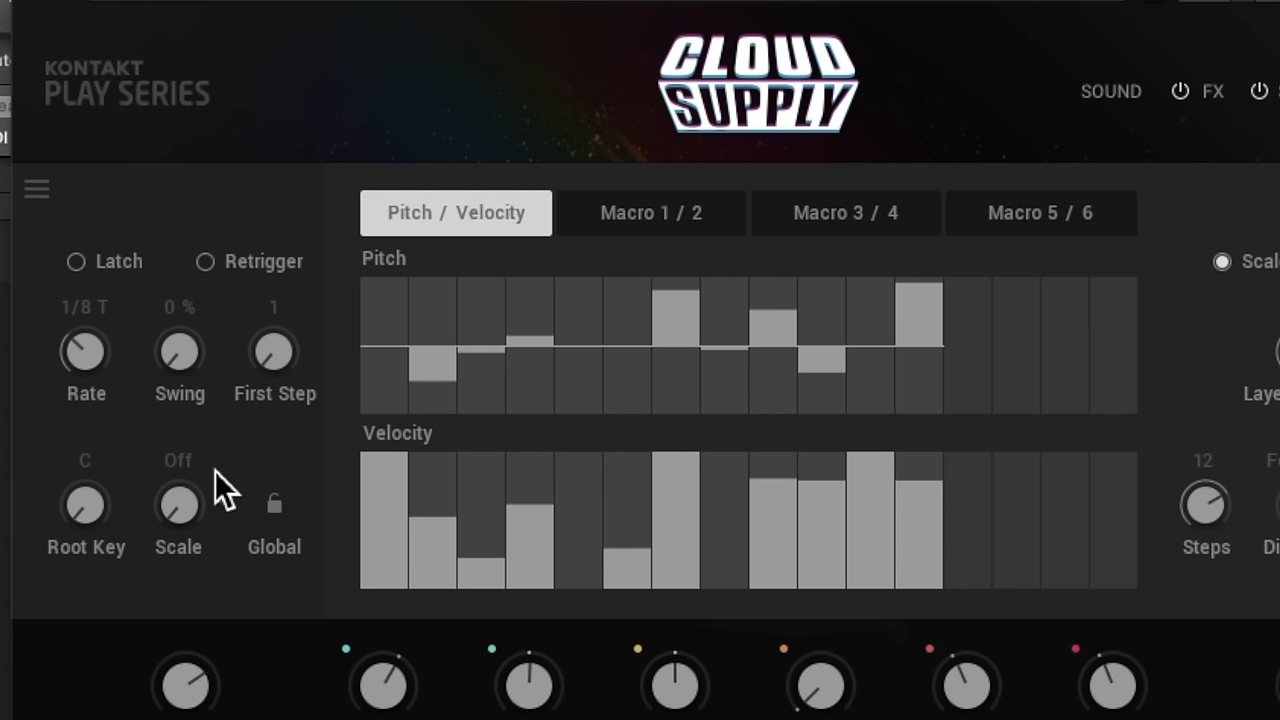 KONTAKT
PLAY SERIES
CLOUD
SUPPLY
SOUND FX
Pitch / Velocity Macro 1 / 2 Macro 3 / 4 Macro 5 / 6
Latch Retrigger
Pitch
1/8 T 0 % 1
Rate Swing First Step
Velocity
C Off
12
Root Key Scale Global
Steps